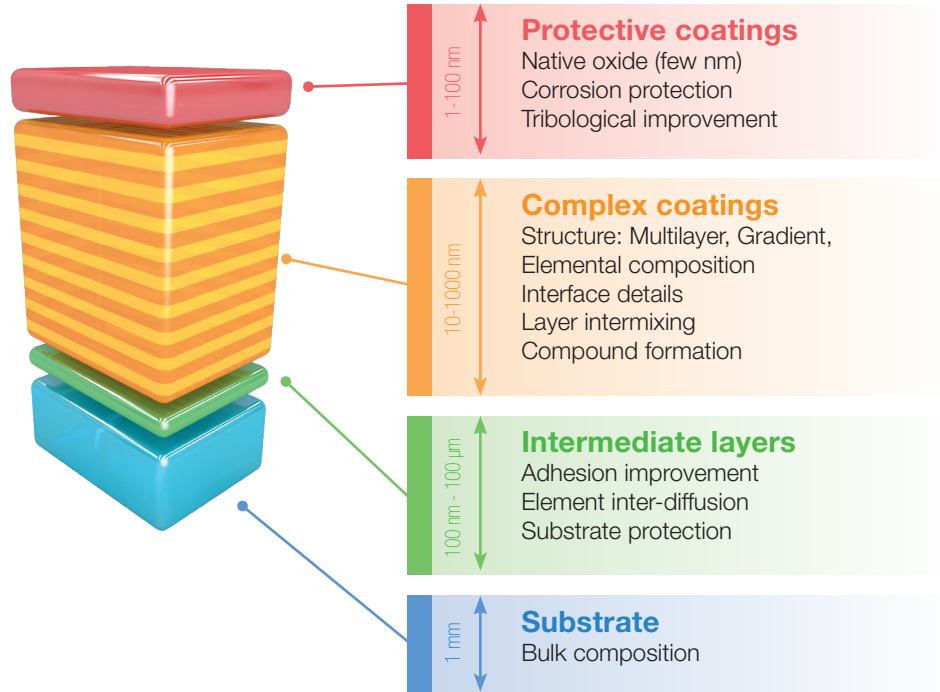 1-100 nm
Protective coatings
Native oxide (few nm)
Corrosion protection
Tribological improvement
10-1000 nm
Complex coatings
Structure: Multilayer, Gradient,
Elemental composition
Interface details
Layer intermixing
Compound formation
100 nm - 100 µm
Intermediate layers
Adhesion improvement
Element inter-diffusion
Substrate protection
1 mm
Substrate
Bulk composition